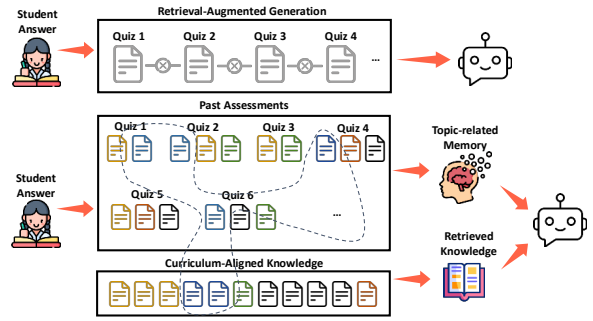 Retrieval-Augmented Generation
Student
Answer
Quiz 1 Quiz 2 Quiz 3 Quiz 4
...
Past Assessments
Quiz 1 Quiz 2 Quiz 3 Quiz 4
Topic-related
Memory
Student
Answer
Quiz 5 Quiz 6
...
Retrieved
Knowledge
Curriculum-Aligned Knowledge